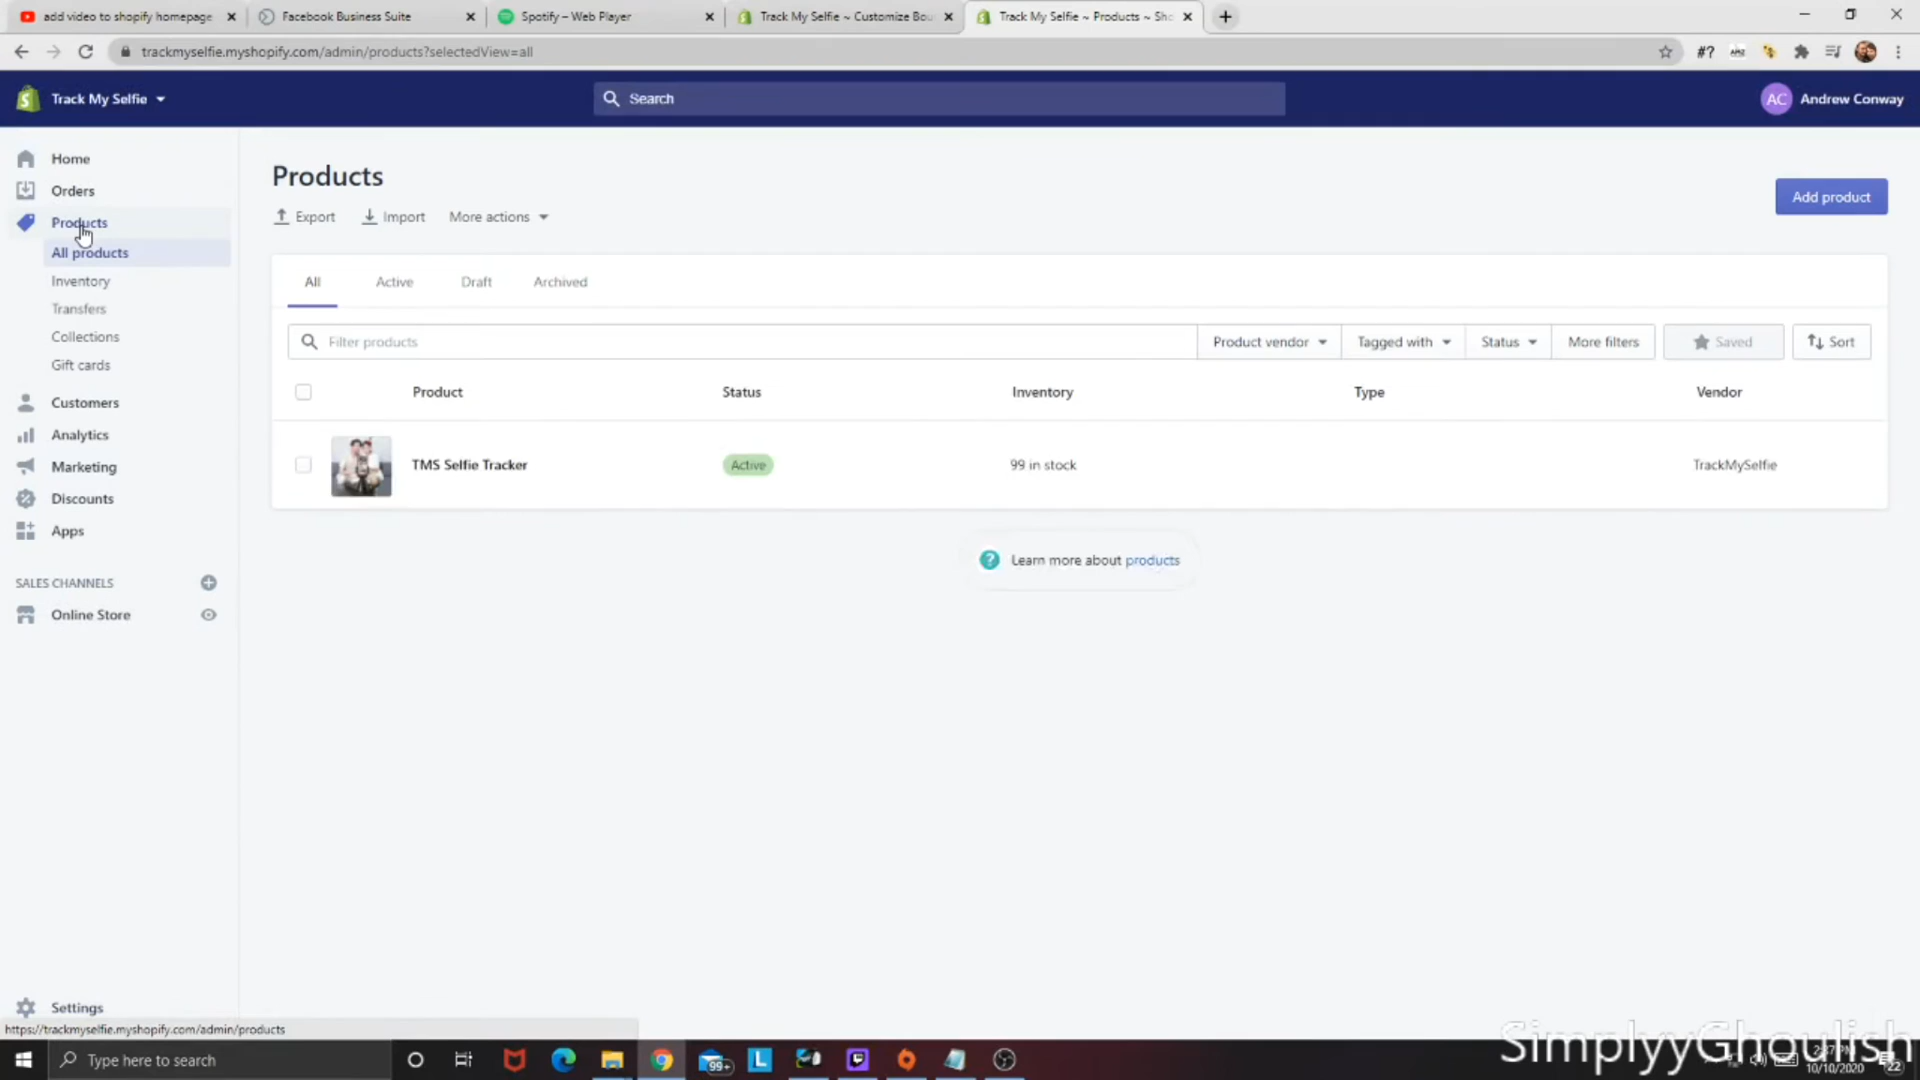 add video to shopify homepage
Facebook Business Suite
Spotify – Web Player
Track My Selfie ~ Customize Bou
Track My Selfie ~ Products ~ Sho
trackmyselfie.myshopify.com/admin/products?selectedView=all
#?
Track My Selfie
Search
AC
Andrew Conway
Home
Orders
Products
All products
Inventory
Transfers
Collections
Gift cards
Customers
Analytics
Marketing
Discounts
Apps
SALES CHANNELS
Online Store
Settings
Products
Export
Import
More actions
Add product
All
Active
Draft
Archived
Filter products
Product vendor
Tagged with
Status
More filters
Saved
Sort
Product
Status
Inventory
Type
Vendor
TMS Selfie Tracker
Active
99 in stock
TrackMySelfie
Learn more about products
https://trackmyselfie.myshopify.com/admin/products
Type here to search
99+
L
SimplyyGhoulish
10/10/2020
22